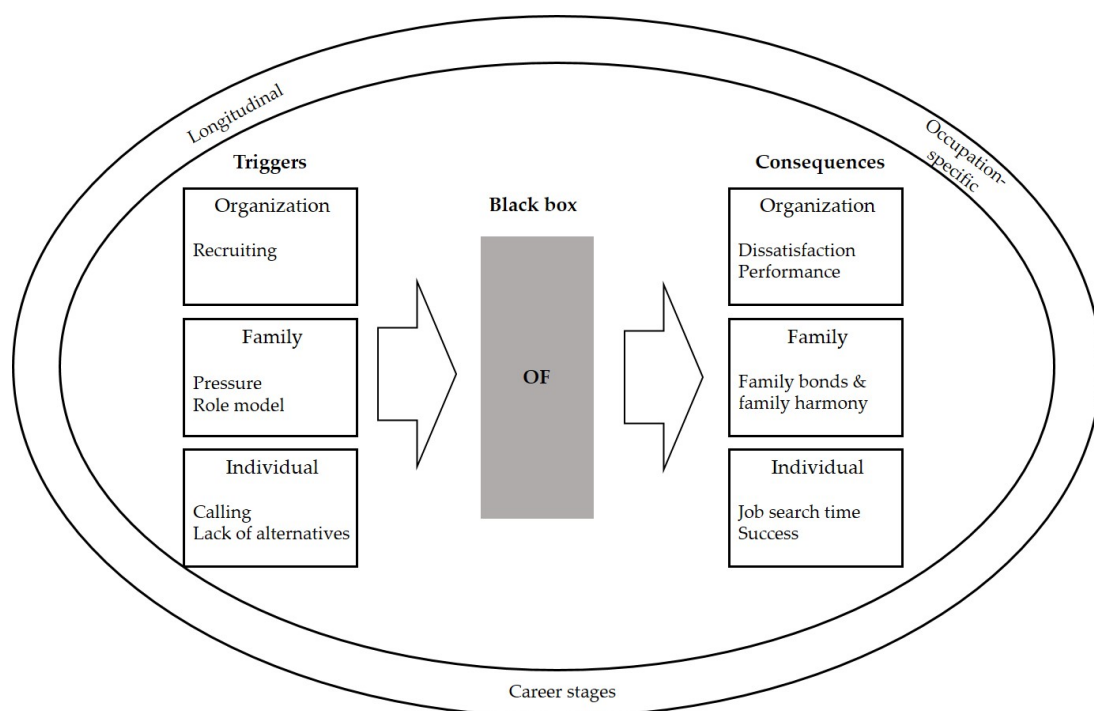 Longitudinal
Occupation-
specific
Triggers
Organization
Recruiting
Family
Pressure
Role model
Individual
Calling
Lack of alternatives
Black box
OF
Consequences
Organization
Dissatisfaction
Performance
Family
Family bonds &
family harmony
Individual
Job search time
Success
Career stages